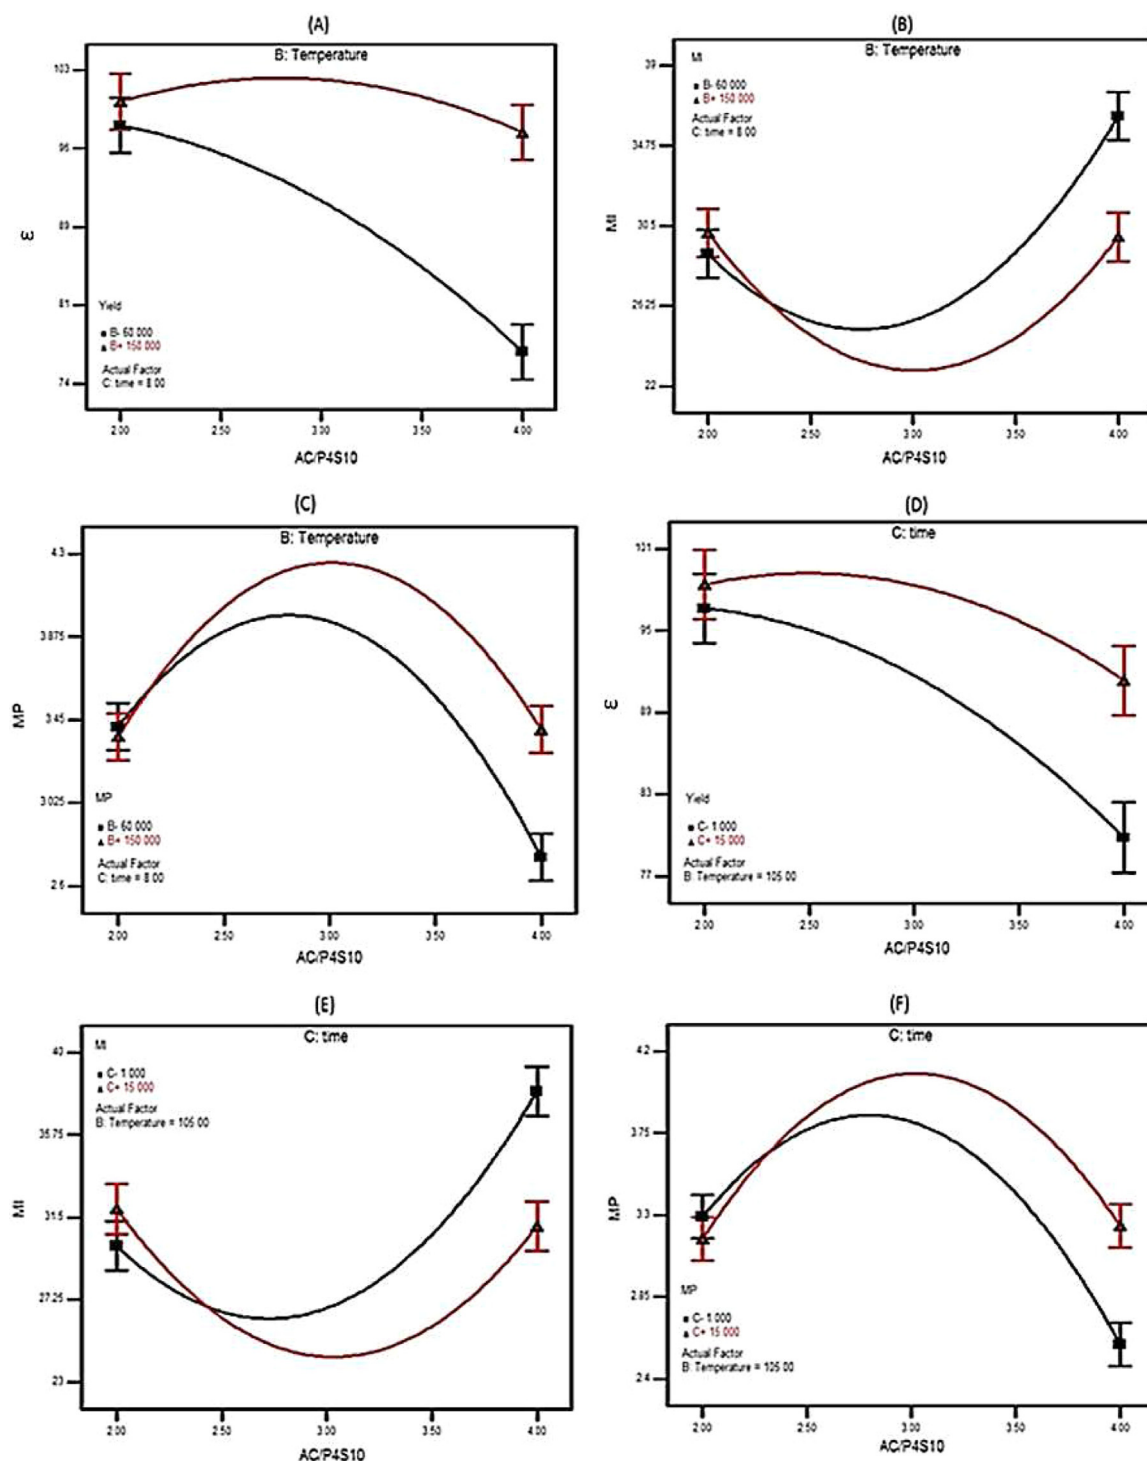 (A)
B: Temperature
103
96
89
81
74
ε
Yield
B- 60 000
B+ 150 000
Actual Factor
C: time = 8.00
2.00
2.50
3.00
3.50
4.00
AC/P4S10
(B)
B: Temperature
MI
B- 60 000
B+ 150 000
Actual Factor
C: time = 8.00
39
34.75
30.5
26.25
22
MI
2.00
2.50
3.00
3.50
4.00
AC/P4S10
(C)
B: Temperature
4.3
3.875
3.45
3.025
2.6
MP
MP
B- 60 000
B+ 150 000
Actual Factor
C: time = 8.00
2.00
2.50
3.00
3.50
4.00
AC/P4S10
(D)
C: time
101
95
89
83
77
ε
Yield
C- 1 000
C+ 15 000
Actual Factor
B: Temperature = 105.00
2.00
2.50
3.00
3.50
4.00
AC/P4S10
(E)
C: time
MI
C- 1 000
C+ 15 000
Actual Factor
B: Temperature = 105.00
40
35.75
31.5
27.25
23
MI
2.00
2.50
3.00
3.50
4.00
AC/P4S10
(F)
C: time
4.2
3.75
3.3
2.85
2.4
MP
MP
C- 1 000
C+ 15 000
Actual Factor
B: Temperature = 105.00
2.00
2.50
3.00
3.50
4.00
AC/P4S10